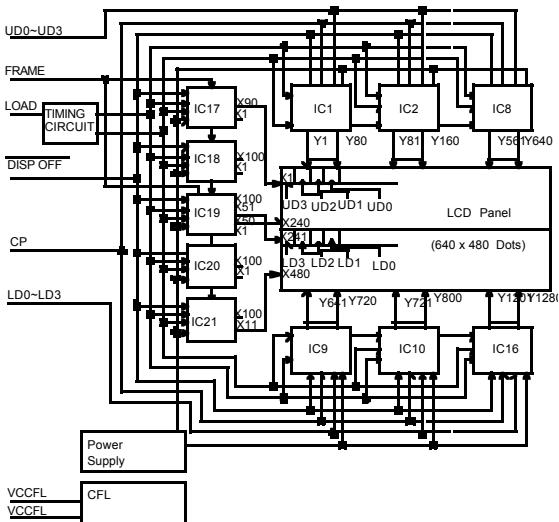 UD0~UD3
FRAME
LOAD
TIMING
CIRCUIT
DISP OFF
CP
LD0~LD3
IC17
X90
X1
IC18
X100
X1
IC19
X100
X51
X50
X1
IC20
X100
X1
IC21
X100
X11
IC1
IC2
IC8
Y1
Y80
Y81
Y160
Y561
Y640
X1
UD3
UD2
UD1
UD0
LCD Panel
X240
X241
(640 x 480 Dots)
LD3
LD2
LD1
LD0
X480
Y641
Y720
Y721
Y800
Y1201
Y1280
IC9
IC10
IC16
Power
Supply
VCCFL
CFL
VCCFL